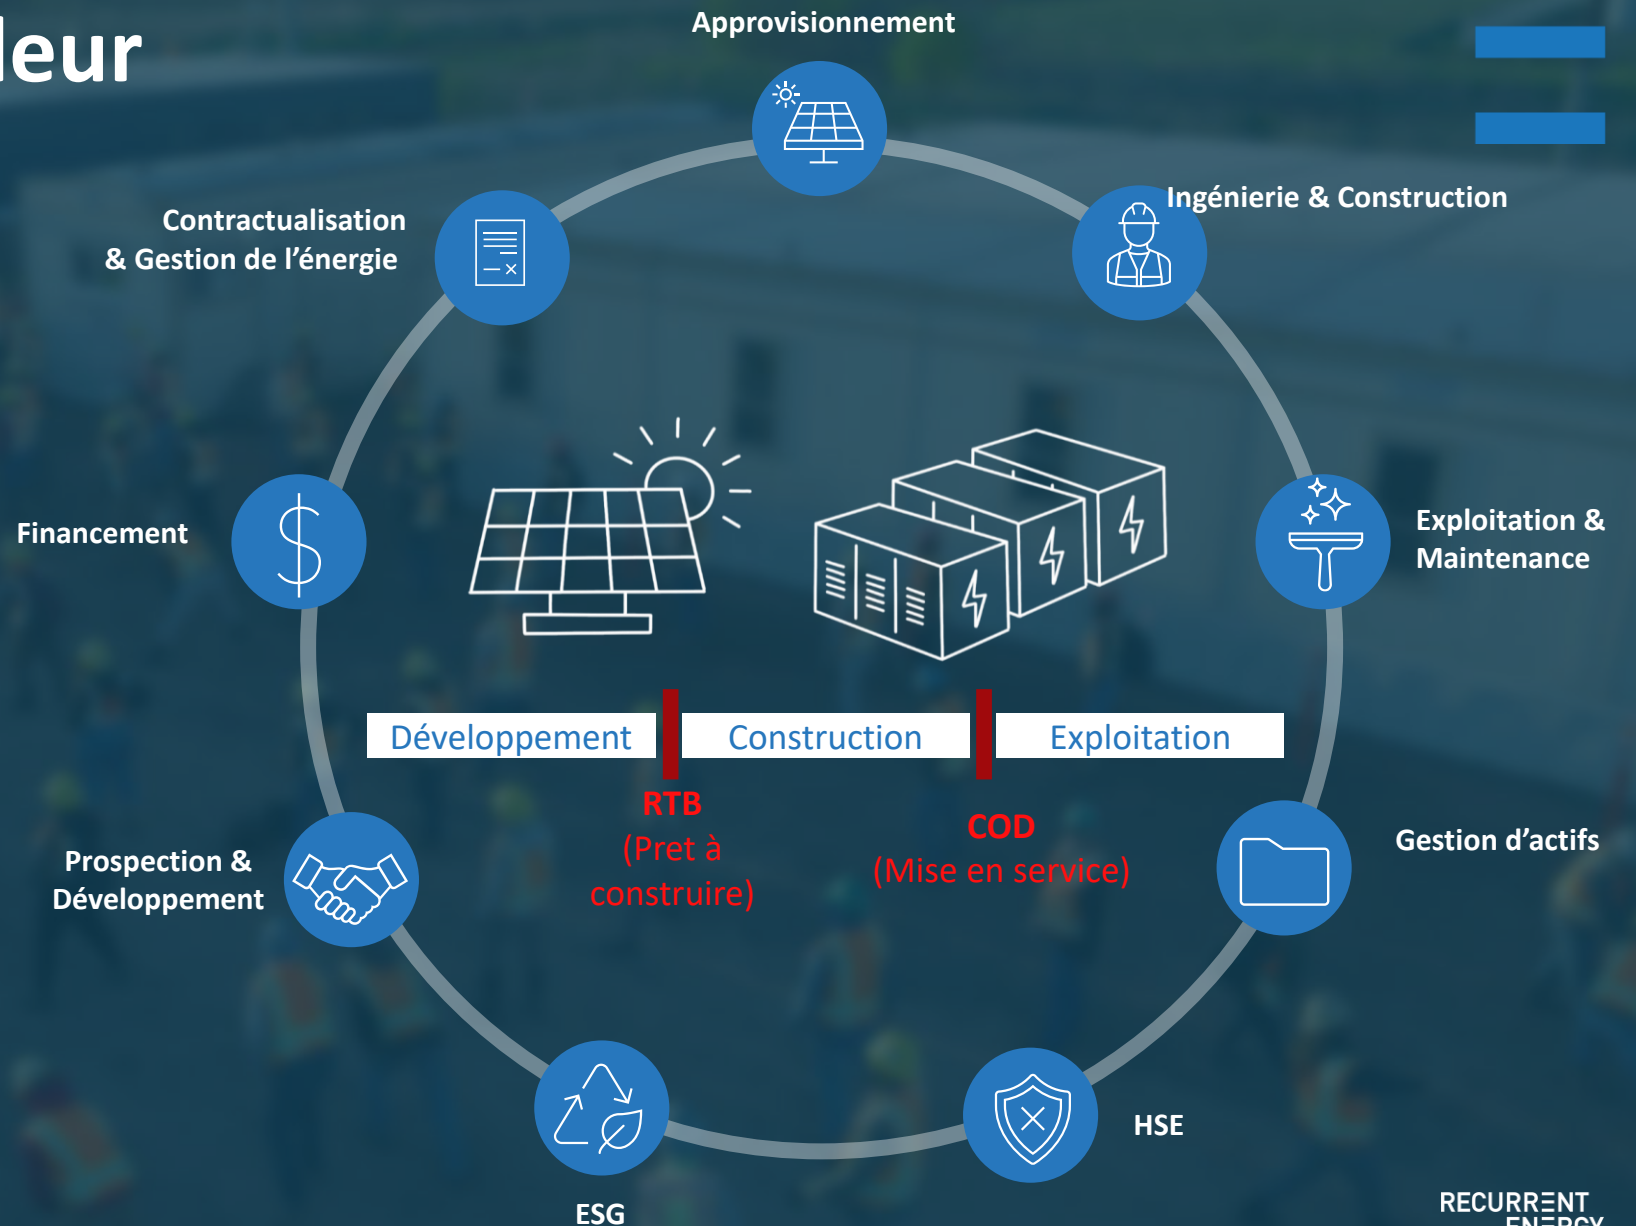 leur
Approvisionnement
Ingénierie & Construction
Contractualisation
& Gestion de l’énergie
Financement
Exploitation &
Maintenance
Développement
Construction
Exploitation
RTB
(Pret à
construire)
COD
(Mise en service)
Prospection &
Développement
Gestion d’actifs
HSE
ESG
RECURRENT
ENERGY